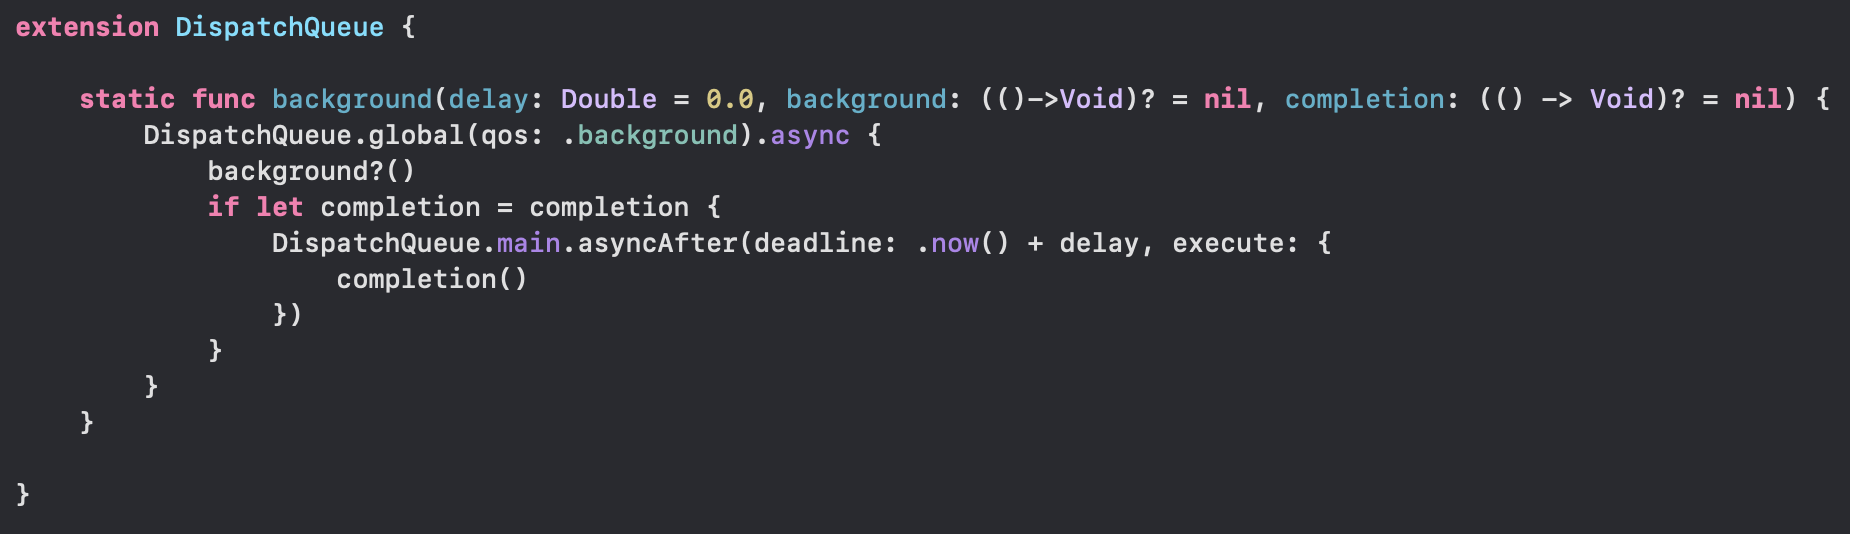 extension DispatchQueue {
static func background(delay: Double = 0.0, background: (()->Void)? = nil, completion: (() -> Void)? = nil) {
DispatchQueue.global(qos: .background).async {
background?()
if let completion = completion {
DispatchQueue.main.asyncAfter(deadline: .now() + delay, execute: {
completion()
})
}
}
}
}